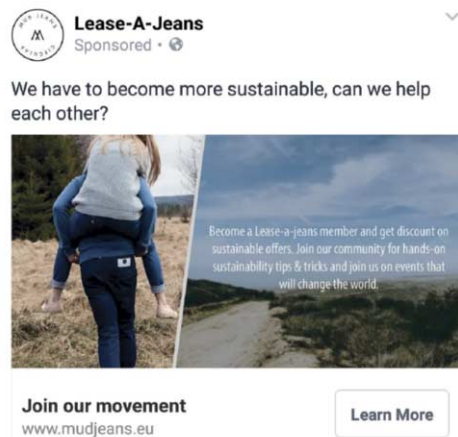 MUD JEANS
Lease-A-Jeans
Sponsored •
We have to become more sustainable, can we help
each other?
Become a Lease-a-jeans member and get discount on
sustainable offers. Join our community for hands-on
sustainability tips & tricks and join us on events that
will change the world.
Join our movement
www.mudjeans.eu
Learn More